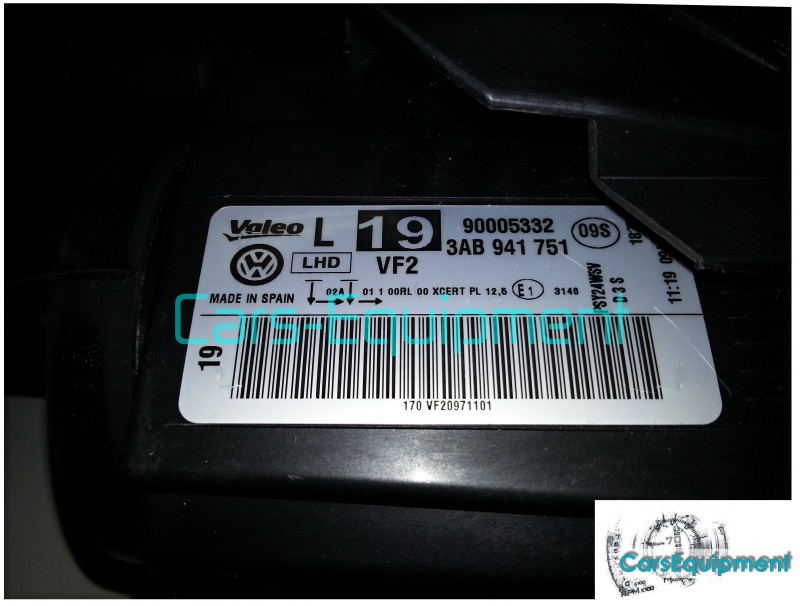 Valeo L 19 90005332 09S
LHD VF2 3AB 941 751
MADE IN SPAIN
02A 01 1 00RL 00 XCERT PL 12,5 E1 3146
PSY24WSV
D3S
11:19
19
170 VF20971101
Cars-Equipment
CarsEquipment